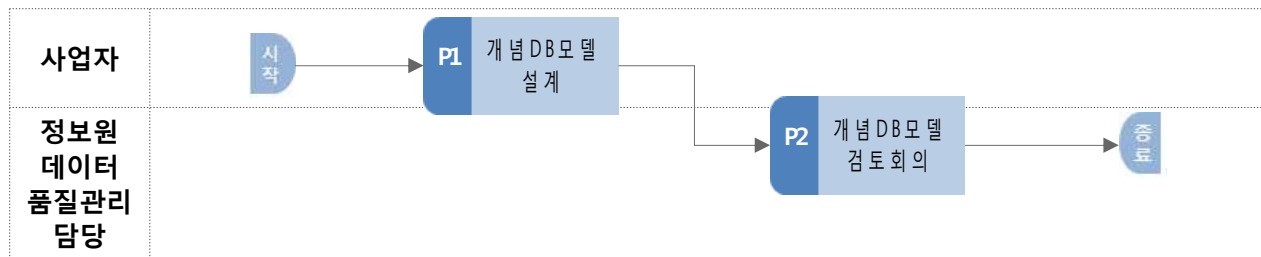 사업자
시
작
P1
개념DB모델
설계
정보원
데이터
품질관리
담당
P2
개념DB모델
검토회의
종
료